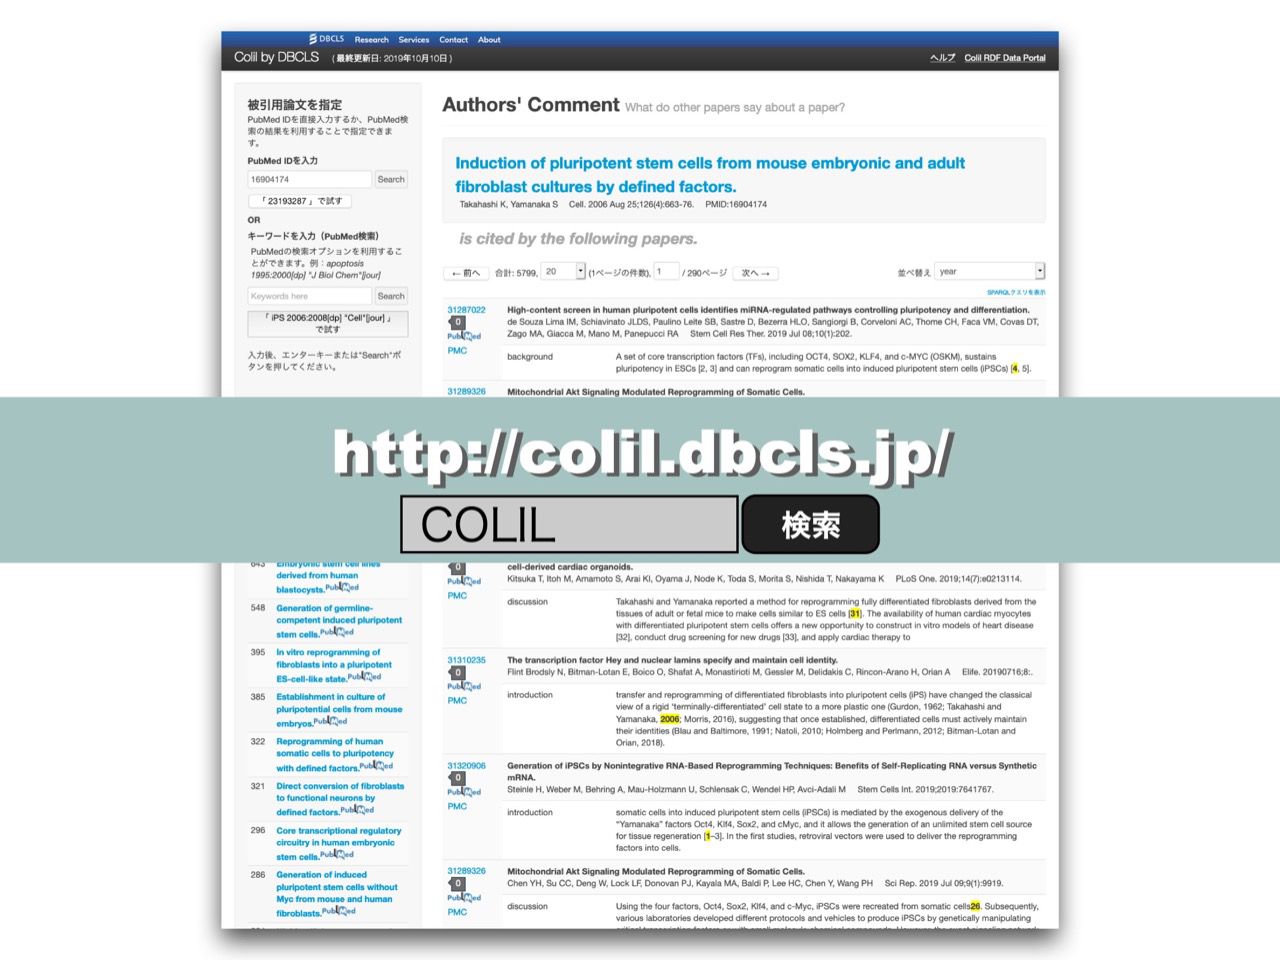 DBCLS Research Services Contact About
Colil by DBCLS (最終更新日: 2019年10月10日) ヘルプ Colil RDF Data Portal
被引用論文を指定
PubMed IDを直接入力するか、PubMed検
索の結果を利用することで指定できま
す。
PubMed IDを入力
16904174 Search
「 23193287 」で試す
OR
キーワードを入力（PubMed検索）
PubMedの検索オプションを利用するこ
とができます。例：apoptosis
1995:2000[dp] "J Biol Chem"[jour]
Keywords here Search
「 iPS 2006:2008[dp] "Cell"[jour] 」
で試す
入力後、エンターキーまたは"Search"ボ
タンを押してください。
Authors' Comment What do other papers say about a paper?
Induction of pluripotent stem cells from mouse embryonic and adult
fibroblast cultures by defined factors.
Takahashi K, Yamanaka S Cell. 2006 Aug 25;126(4):663-76. PMID:16904174
is cited by the following papers.
← 前へ 合計: 5799, 20 (1ページの件数), 1 / 290ページ 次へ → 並べ替え year
SPARQLクエリを表示
31287022 High-content screen in human pluripotent cells identifies miRNA-regulated pathways controlling pluripotency and differentiation.
0 de Souza Lima IM, Schiavinato JLDS, Paulino Leite SB, Sastre D, Bezerra HLO, Sangiorgi B, Corveloni AC, Thome CH, Faca VM, Covas DT,
PubMed Zago MA, Giacca M, Mano M, Panepucci RA Stem Cell Res Ther. 2019 Jul 08;10(1):202.
PMC
background A set of core transcription factors (TFs), including OCT4, SOX2, KLF4, and c-MYC (OSKM), sustains
pluripotency in ESCs [2, 3] and can reprogram somatic cells into induced pluripotent stem cells (iPSCs) [4, 5].
31289326 Mitochondrial Akt Signaling Modulated Reprogramming of Somatic Cells.
http://colil.dbcls.jp/
COLIL 検索
643 Embryonic stem cell lines
derived from human
blastocysts.PubMed
548 Generation of germline-
competent induced pluripotent
stem cells.PubMed
395 In vitro reprogramming of
fibroblasts into a pluripotent
ES-cell-like state.PubMed
385 Establishment in culture of
pluripotential cells from mouse
embryos.PubMed
322 Reprogramming of human
somatic cells to pluripotency
with defined factors.PubMed
321 Direct conversion of fibroblasts
to functional neurons by
defined factors.PubMed
296 Core transcriptional regulatory
circuitry in human embryonic
stem cells.PubMed
286 Generation of induced
pluripotent stem cells without
Myc from mouse and human
fibroblasts.PubMed
0 cell-derived cardiac organoids.
PubMed Kitsuka T, Itoh M, Amamoto S, Arai KI, Oyama J, Node K, Toda S, Morita S, Nishida T, Nakayama K PLoS One. 2019;14(7):e0213114.
PMC
discussion Takahashi and Yamanaka reported a method for reprogramming fully differentiated fibroblasts derived from the
tissues of adult or fetal mice to make cells similar to ES cells [31]. The availability of human cardiac myocytes
with differentiated pluripotent stem cells offers a new opportunity to construct in vitro models of heart disease
[32], conduct drug screening for new drugs [33], and apply cardiac therapy to
31310235 The transcription factor Hey and nuclear lamins specify and maintain cell identity.
0 Flint Brodsly N, Bitman-Lotan E, Boico O, Shafat A, Monastirioti M, Gessler M, Delidakis C, Rincon-Arano H, Orian A Elife. 20190716;8:.
PubMed
PMC
introduction transfer and reprogramming of differentiated fibroblasts into pluripotent cells (iPS) have changed the classical
view of a rigid 'terminally-differentiated' cell state to a more plastic one (Gurdon, 1962; Takahashi and
Yamanaka, 2006; Morris, 2016), suggesting that once established, differentiated cells must actively maintain
their identities (Blau and Baltimore, 1991; Natoli, 2010; Holmberg and Perlmann, 2012; Bitman-Lotan and
Orian, 2018).
31320906 Generation of iPSCs by Nonintegrative RNA-Based Reprogramming Techniques: Benefits of Self-Replicating RNA versus Synthetic
0 mRNA.
PubMed Steinle H, Weber M, Behring A, Mau-Holzmann U, Schlensak C, Wendel HP, Avci-Adali M Stem Cells Int. 2019;2019:7641767.
PMC
introduction somatic cells into induced pluripotent stem cells (iPSCs) is mediated by the exogenous delivery of the
“Yamanaka” factors Oct4, Klf4, Sox2, and cMyc, and it allows the generation of an unlimited stem cell source
for tissue regeneration [1–3]. In the first studies, retroviral vectors were used to deliver the reprogramming
factors into cells.
31289326 Mitochondrial Akt Signaling Modulated Reprogramming of Somatic Cells.
0 Chen YH, Su CC, Deng W, Lock LF, Donovan PJ, Kayala MA, Baldi P, Lee HC, Chen Y, Wang PH Sci Rep. 2019 Jul 09;9(1):9919.
PubMed
PMC
discussion Using the four factors, Oct4, Sox2, Klf4, and c-Myc, iPSCs were recreated from somatic cells26. Subsequently,
various laboratories developed different protocols and vehicles to produce iPSCs by genetically manipulating